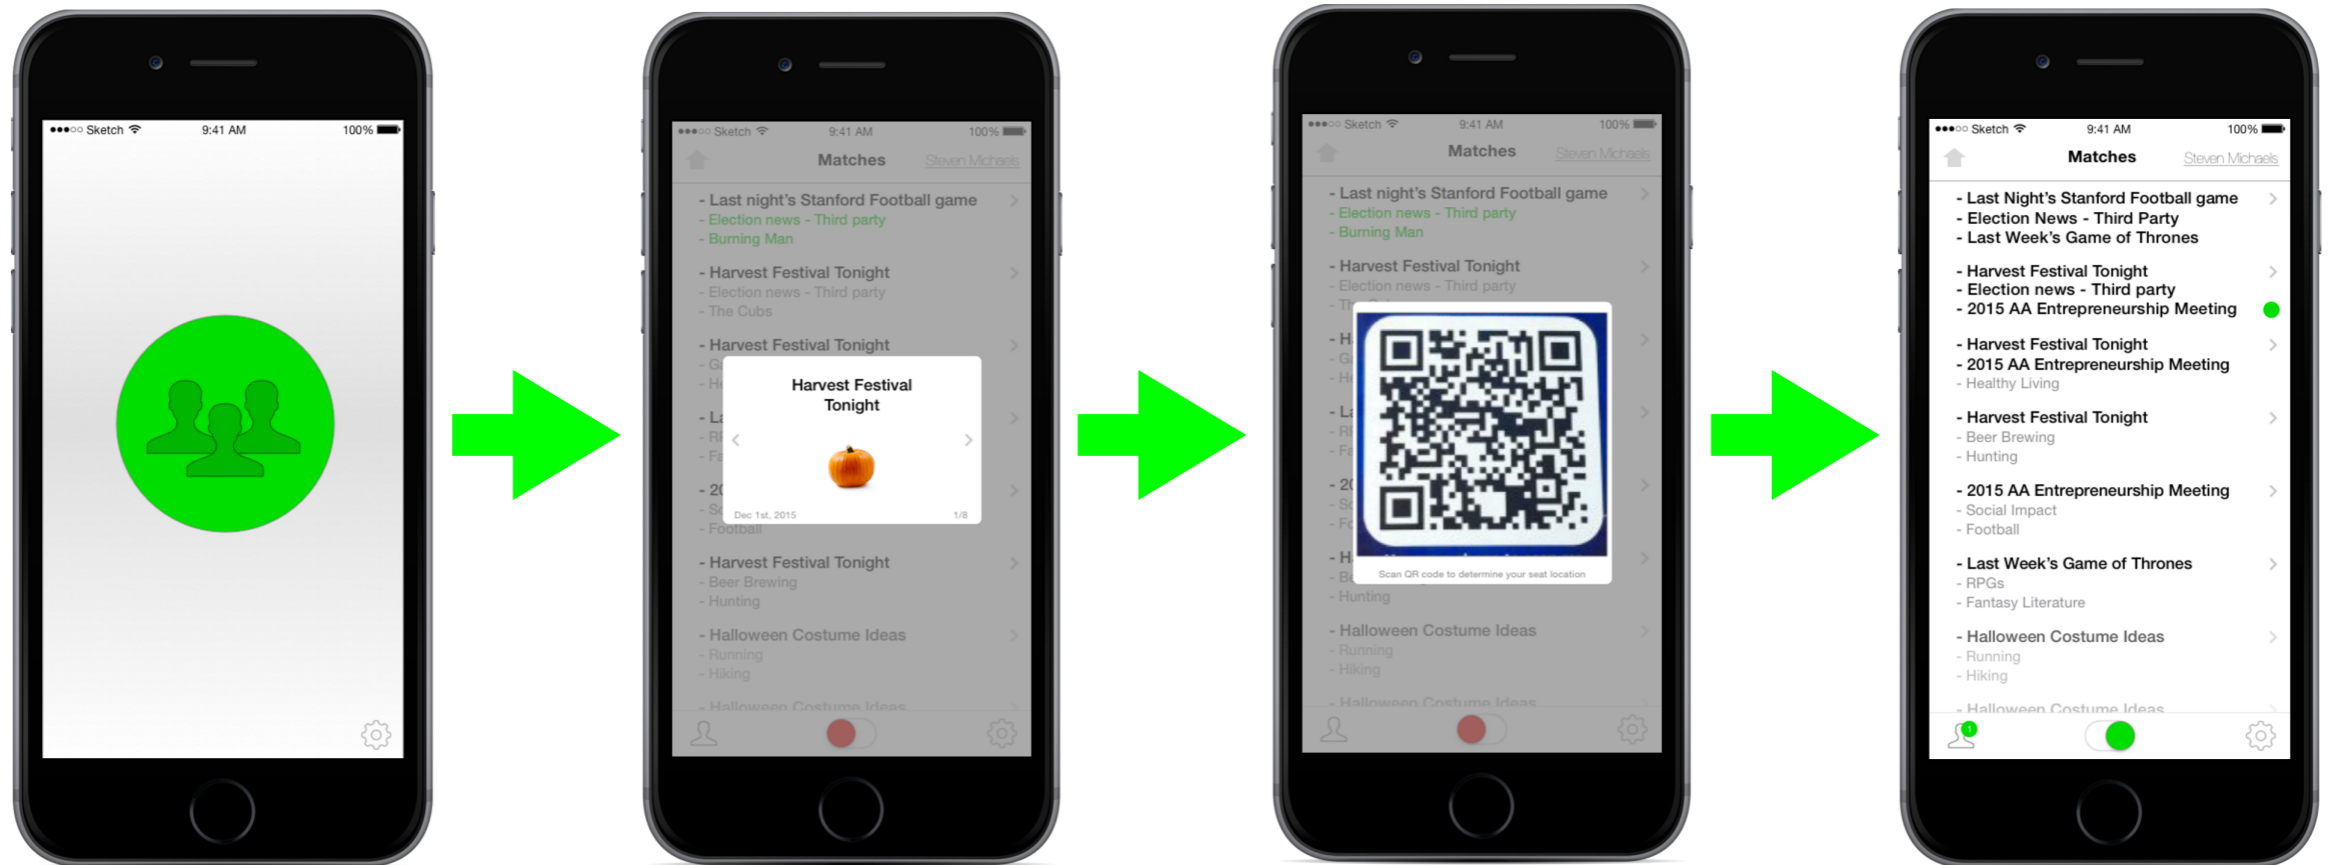 Sketch 9:41 AM 100%
Sketch 9:41 AM 100%
Matches Steven Michaels
- Last night's Stanford Football game
- Election news - Third party
- Burning Man
- Harvest Festival Tonight
- Election news - Third party
- The Cubs
- Harvest Festival Tonight
Harvest Festival
Tonight
Dec 1st, 2015 1/8
- Football
- Harvest Festival Tonight
- Beer Brewing
- Hunting
- Halloween Costume Ideas
- Running
- Hiking
- Halloween Costume Ideas
Sketch 9:41 AM 100%
Matches Steven Michaels
- Last night's Stanford Football game
- Election news - Third party
- Burning Man
- Harvest Festival Tonight
- Election news - Third party
Scan QR code to determine your seat location
- Hunting
- Halloween Costume Ideas
- Running
- Hiking
- Halloween Costume Ideas
Sketch 9:41 AM 100%
Matches Steven Michaels
- Last Night's Stanford Football game
- Election News - Third Party
- Last Week's Game of Thrones
- Harvest Festival Tonight
- Election news - Third party
- 2015 AA Entrepreneurship Meeting
- Harvest Festival Tonight
- 2015 AA Entrepreneurship Meeting
- Healthy Living
- Harvest Festival Tonight
- Beer Brewing
- Hunting
- 2015 AA Entrepreneurship Meeting
- Social Impact
- Football
- Last Week's Game of Thrones
- RPGs
- Fantasy Literature
- Halloween Costume Ideas
- Running
- Hiking
- Halloween Costume Ideas
1